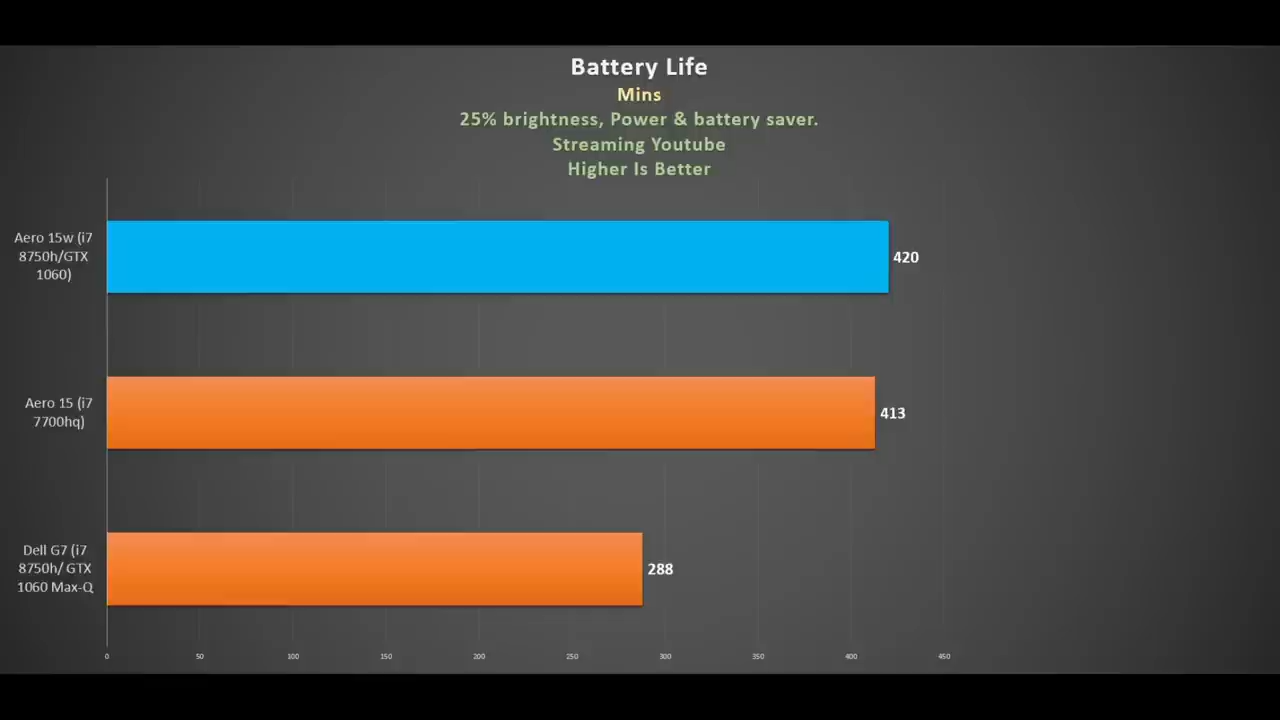 Battery Life
Mins
25% brightness, Power & battery saver.
Streaming Youtube
Higher Is Better
Aero 15w (i7
8750h/GTX
1060)
420
Aero 15 (i7
7700hq)
413
Dell G7 (i7
8750h/ GTX
1060 Max-Q
288
0 50 100 150 200 250 300 350 400 450